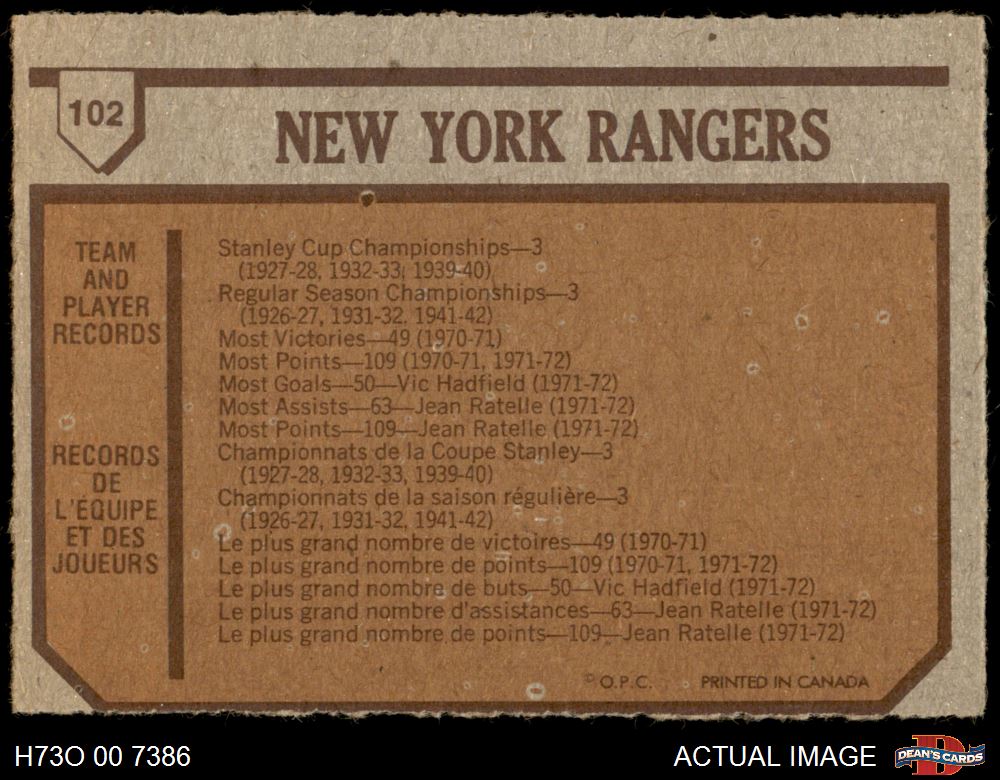 102
NEW YORK RANGERS
TEAM
AND
PLAYER
RECORDS
Stanley Cup Championships—3
(1927-28, 1932-33, 1939-40)
Regular Season Championships—3
(1926-27, 1931-32, 1941-42)
Most Victories—49 (1970-71)
Most Points—109 (1970-71, 1971-72)
Most Goals—50—Vic Hadfield (1971-72)
Most Assists—63—Jean Ratelle (1971-72)
Most Points—109—Jean Ratelle (1971-72)
RECORDS
DE
L'ÉQUIPE
ET DES
JOUEURS
Championnats de la Coupe Stanley—3
(1927-28, 1932-33, 1939-40)
Championnats de la saison régulière—3
(1926-27, 1931-32, 1941-42)
Le plus grand nombre de victoires—49 (1970-71)
Le plus grand nombre de points—109 (1970-71, 1971-72)
Le plus grand nombre de buts—50—Vic Hadfield (1971-72)
Le plus grand nombre d'assistances—63—Jean Ratelle (1971-72)
Le plus grand nombre de points—109—Jean Ratelle (1971-72)
© O.P.C. PRINTED IN CANADA
H73O 00 7386
ACTUAL IMAGE
D
DEAN'S CARDS